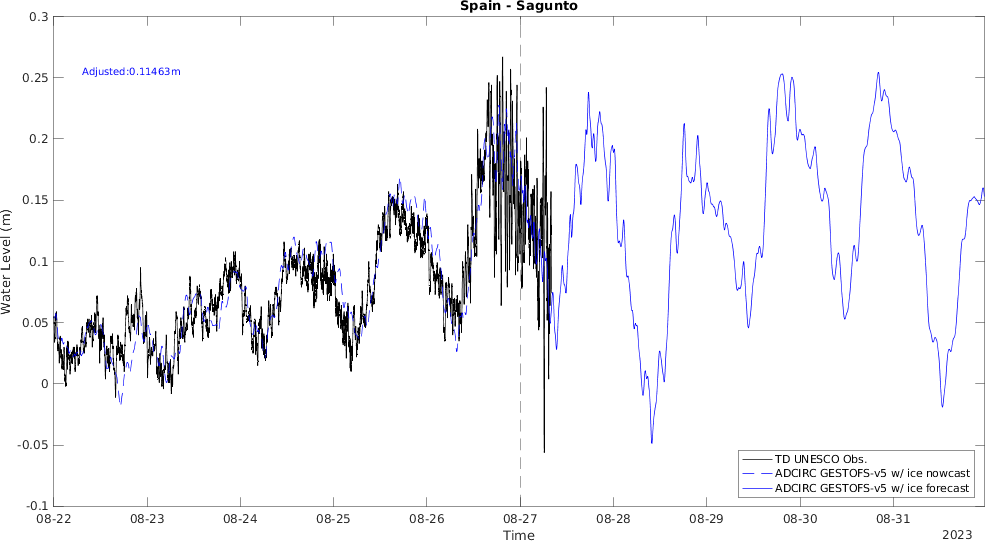 Spain - Sagunto
0.3
0.25
0.2
0.15
0.1
0.05
0
-0.05
-0.1
Water Level (m)
Adjusted:0.11463m
TD UNESCO Obs.
ADCIRC GESTOFS-v5 w/ ice nowcast
ADCIRC GESTOFS-v5 w/ ice forecast
08-22 08-23 08-24 08-25 08-26 08-27 08-28 08-29 08-30 08-31
Time
2023